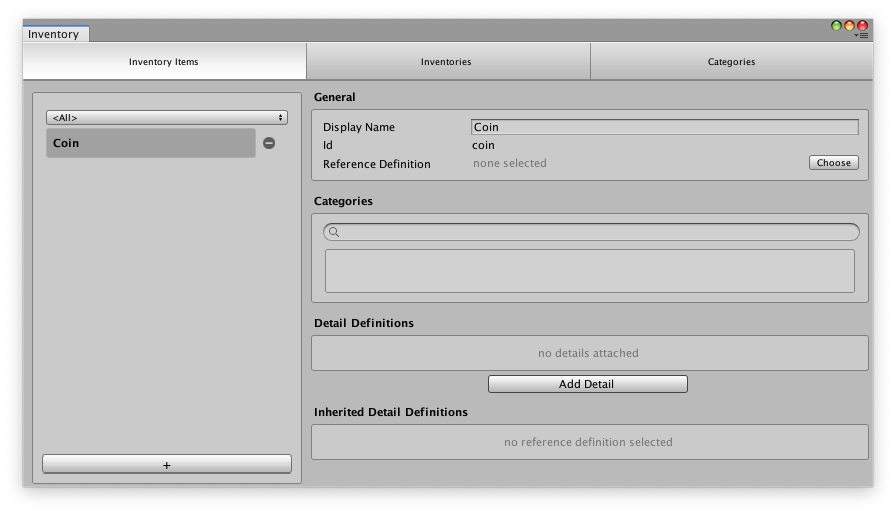 Inventory
Inventory Items
Inventories
Categories
<All>
Coin
+
General
Display Name Coin
Id coin
Reference Definition none selected Choose
Categories
Detail Definitions
no details attached
Add Detail
Inherited Detail Definitions
no reference definition selected